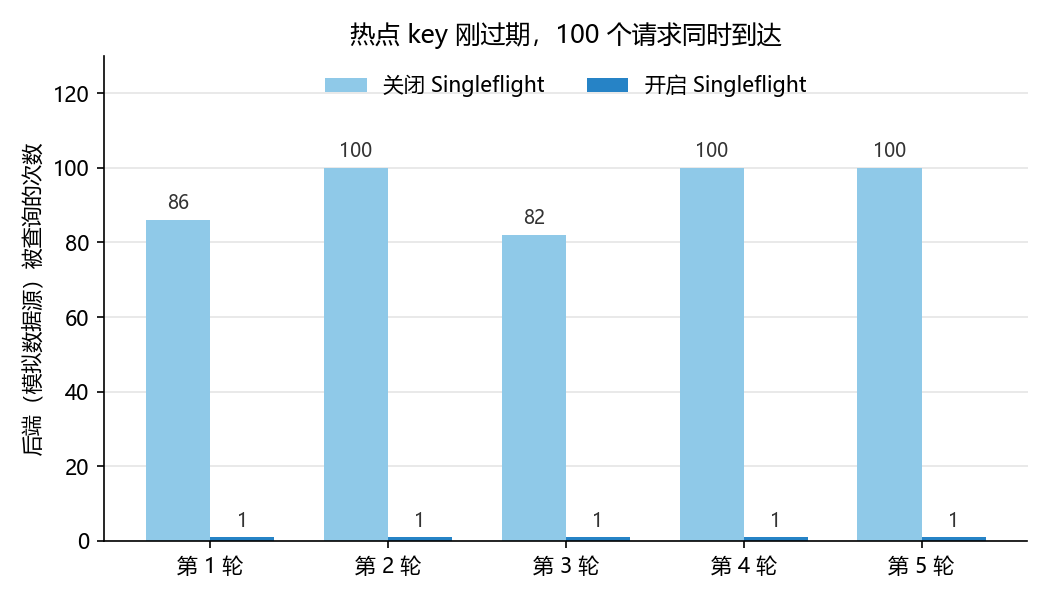 热点 key 刚过期，100 个请求同时到达
关闭 Singleflight
开启 Singleflight
后端（模拟数据源）被查询的次数
120
100
80
60
40
20
0
86
1
100
1
82
1
100
1
100
1
第 1 轮
第 2 轮
第 3 轮
第 4 轮
第 5 轮